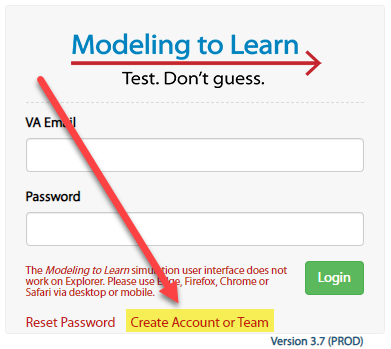 Modeling to Learn
Test. Don't guess.
VA Email
Password
The Modeling to Learn simulation user interface does not
work on Explorer. Please use Edge, Firefox, Chrome or
Safari via desktop or mobile.
Login
Reset Password Create Account or Team
Version 3.7 (PROD)